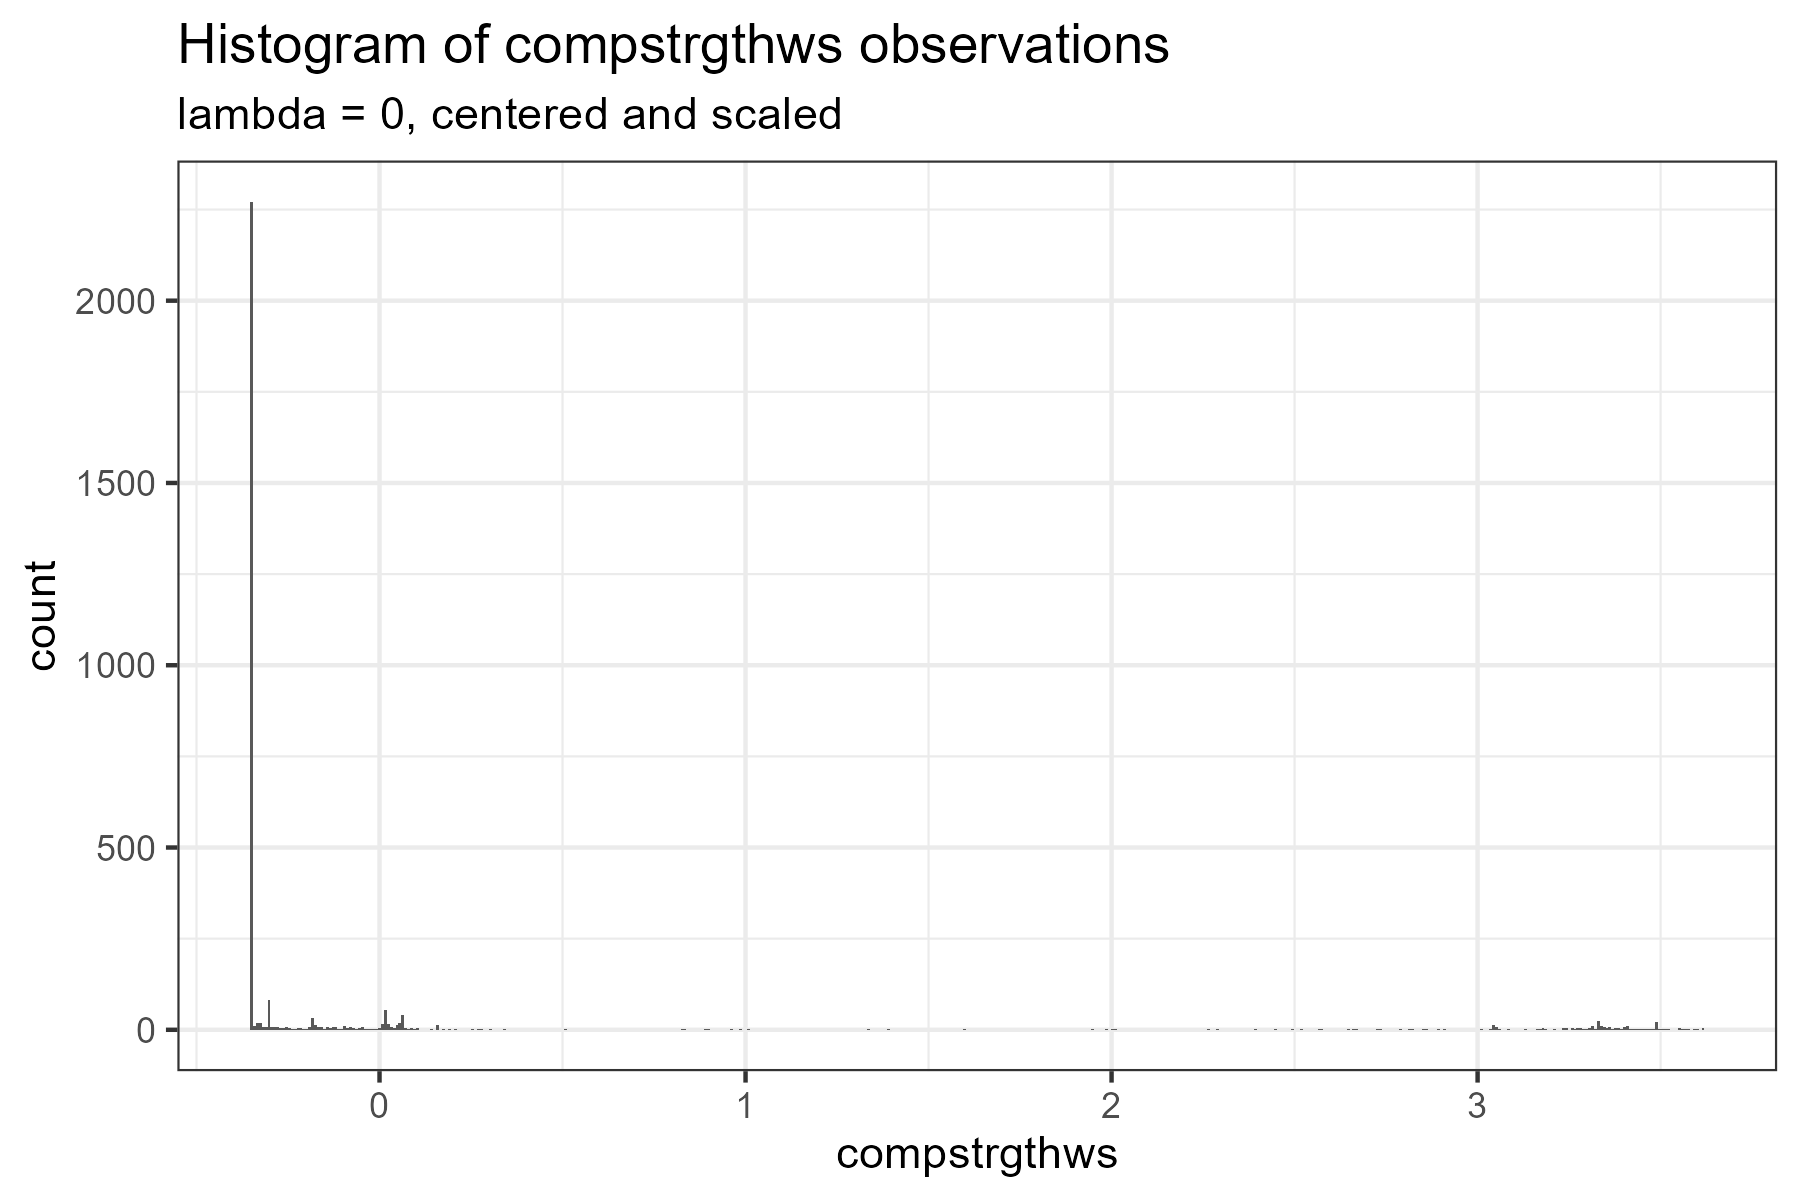 Histogram of compstrgthws observations
lambda = 0, centered and scaled
count
2000
1500
1000
500
0
0 1 2 3
compstrgthws